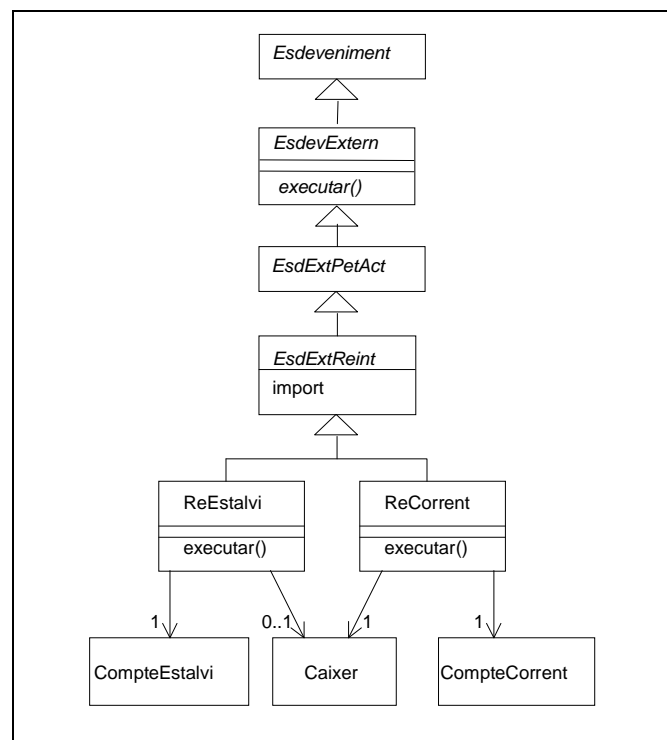 Esdeveniment
EsdevExtern
executar()
EsdExtPetAct
EsdExtReint
import
ReEstalvi
ReCorrent
executar()
executar()
1
0..1
1
1
CompteEstalvi
Caixer
CompteCorrent